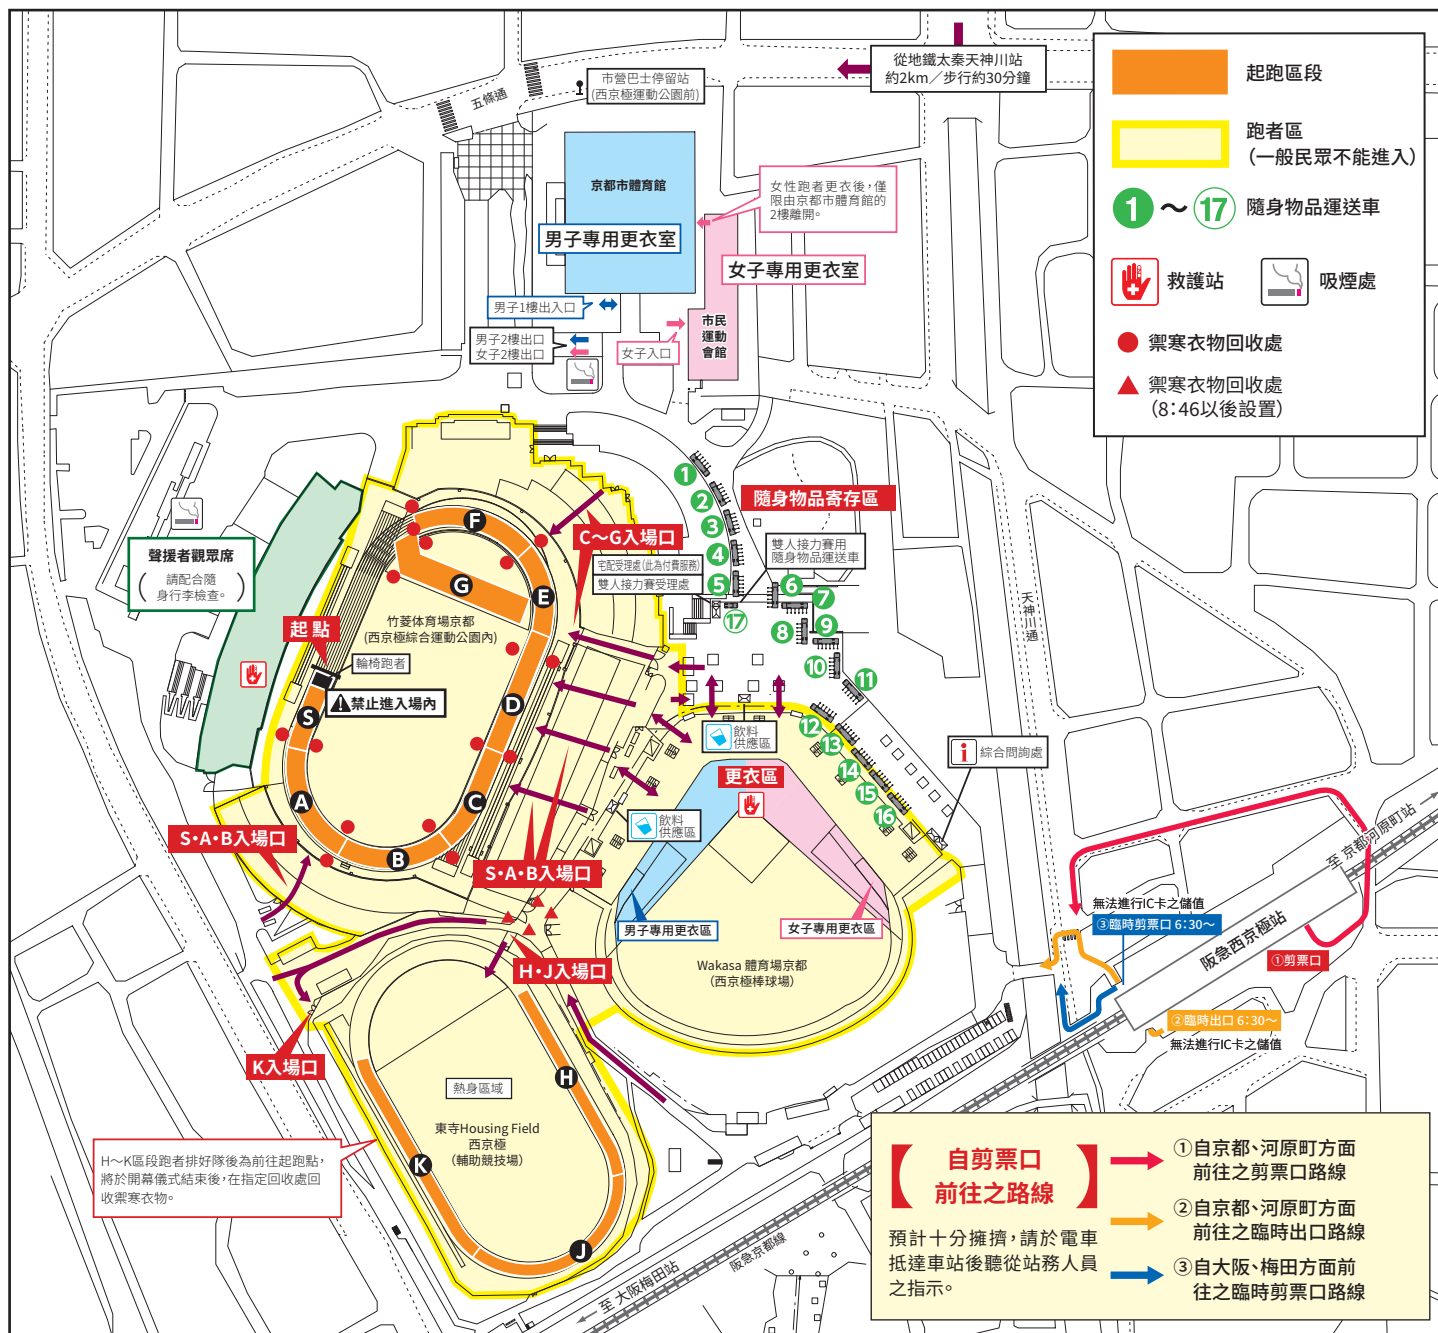 從地鐵太秦天神川站
約2km／步行約30分鐘
市營巴士停留站
(西京極運動公園前)
五條通
起跑區段
跑者區
(一般民眾不能進入)
1～17 隨身物品運送車
救護站
吸煙處
禦寒衣物回收處
禦寒衣物回收處
(8：46以後設置)
京都市體育館
女性跑者更衣後，僅
限由京都市體育館的
2樓離開。
男子專用更衣室
女子專用更衣室
男子1樓出入口
男子2樓出口
女子2樓出口
女子入口
市民
運動
會館
隨身物品寄存區
雙人接力賽用
隨身物品運送車
C～G入場口
宅配受理處(此為付費服務)
雙人接力賽受理處
1
2
3
4
5
6
7
8
9
10
11
12
13
14
15
16
17
天神川通
聲援者觀眾席
(請配合隨
身行李檢查。)
F
G
E
D
C
B
A
S
竹菱体育場京都
(西京極綜合運動公園內)
起點
輪椅跑者
禁止進入場內
飲料
供應區
飲料
供應區
更衣區
i 綜合問詢處
S・A・B入場口
S・A・B入場口
男子專用更衣區
女子專用更衣區
Wakasa 體育場京都
(西京極棒球場)
H・J入場口
K入場口
至 京都河原町站
無法進行IC卡之儲值
③臨時剪票口 6：30～
阪急西京極站
①剪票口
②臨時出口 6：30～
無法進行IC卡之儲值
熱身區域
東寺Housing Field
西京極
(輔助競技場)
H
K
J
H～K區段跑者排好隊後為前往起跑點，
將於開幕儀式結束後，在指定回收處回
收禦寒衣物。
至 大阪梅田站
阪急京都線
【自剪票口
前往之路線】
預計十分擁擠，請於電車
抵達車站後聽從站務人員
之指示。
①自京都、河原町方面
前往之剪票口路線
②自京都、河原町方面
前往之臨時出口路線
③自大阪、梅田方面前
往之臨時剪票口路線